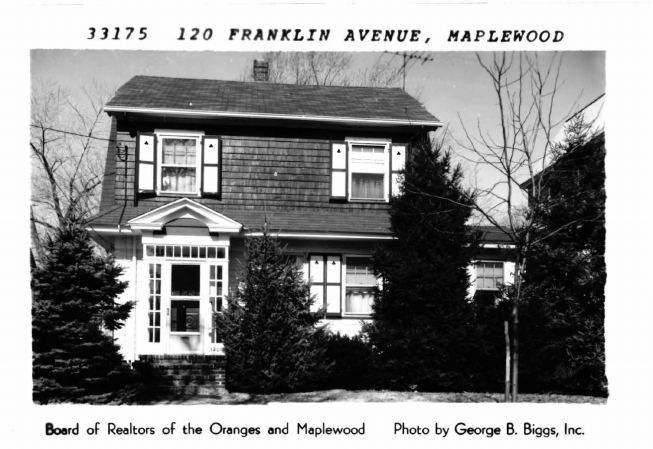 33175 120 FRANKLIN AVENUE, MAPLEWOOD
Board of Realtors of the Oranges and Maplewood Photo by George B. Biggs, Inc.